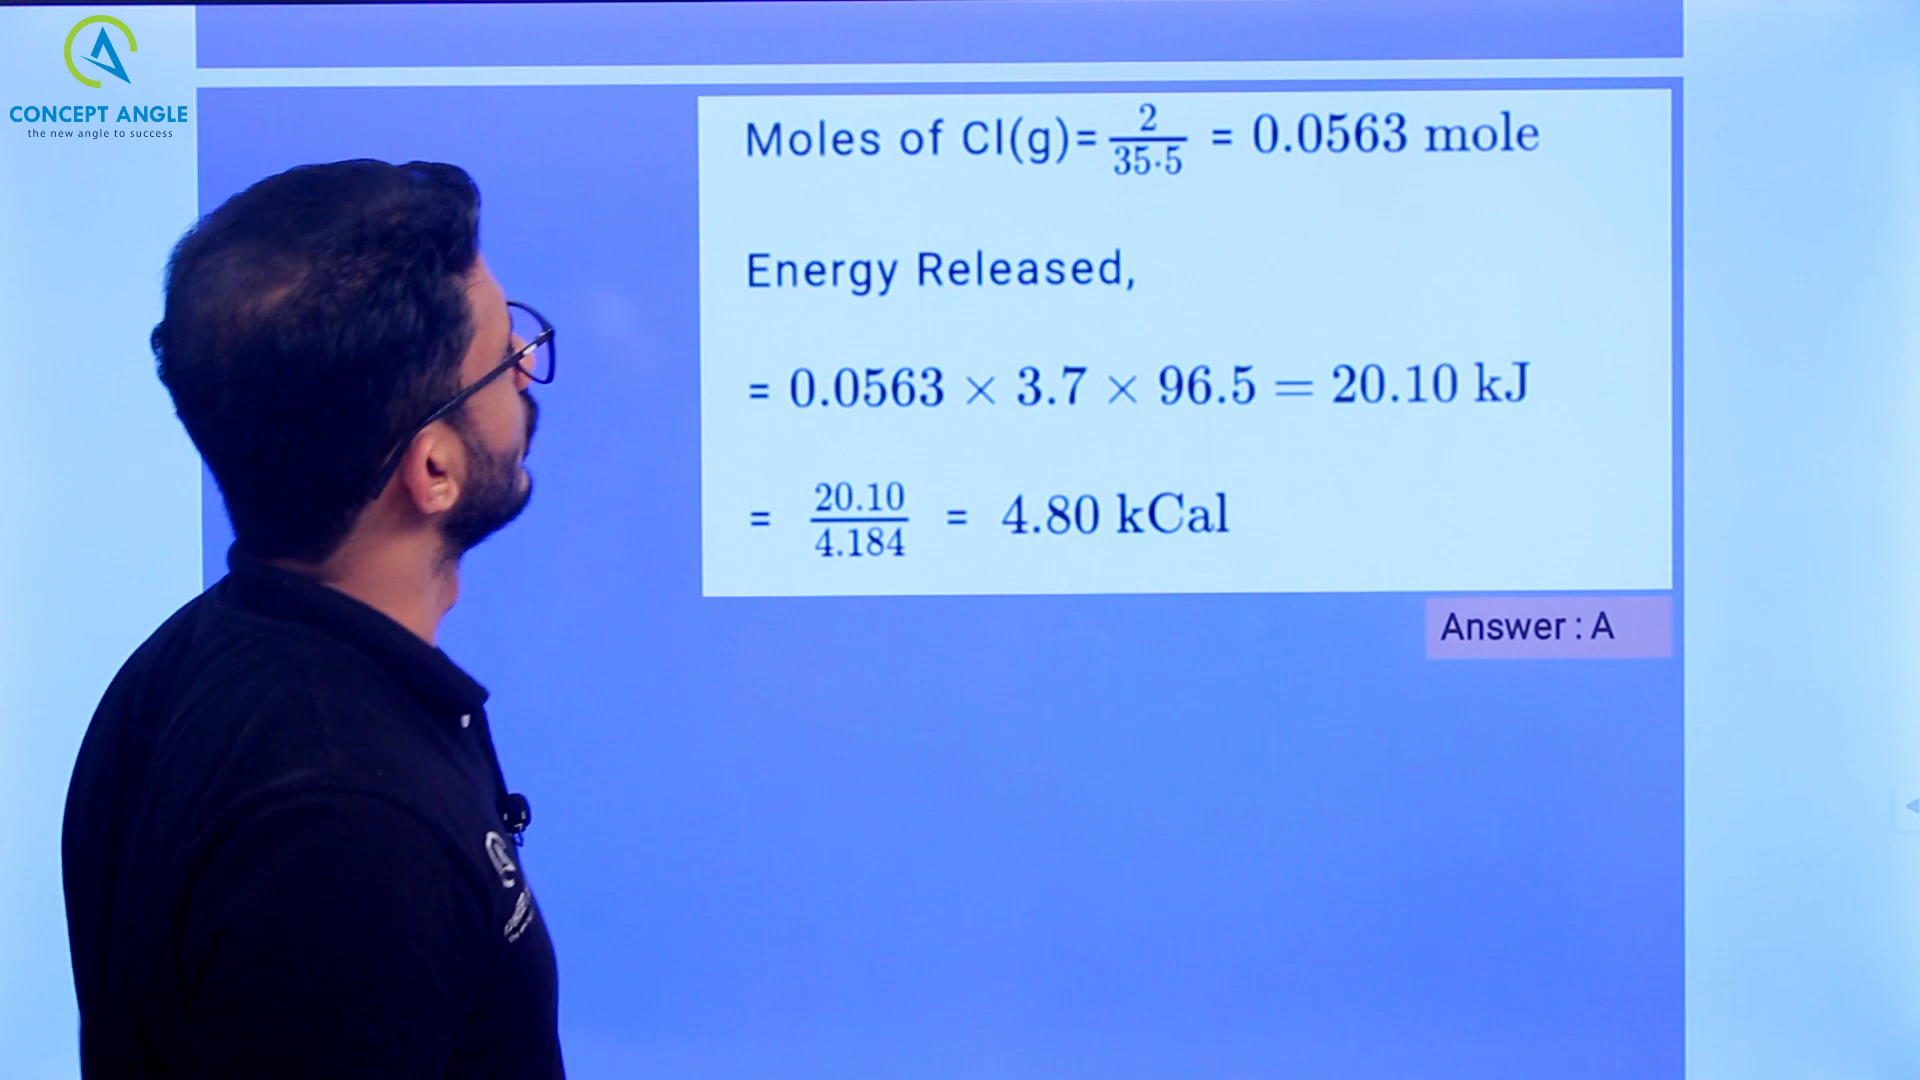 CONCEPT ANGLE
the new angle to success
Moles of Cl(g)= 2/35·5 = 0.0563 mole
Energy Released,
= 0.0563 × 3.7 × 96.5 = 20.10 kJ
= 20.10/4.184 = 4.80 kCal
Answer : A